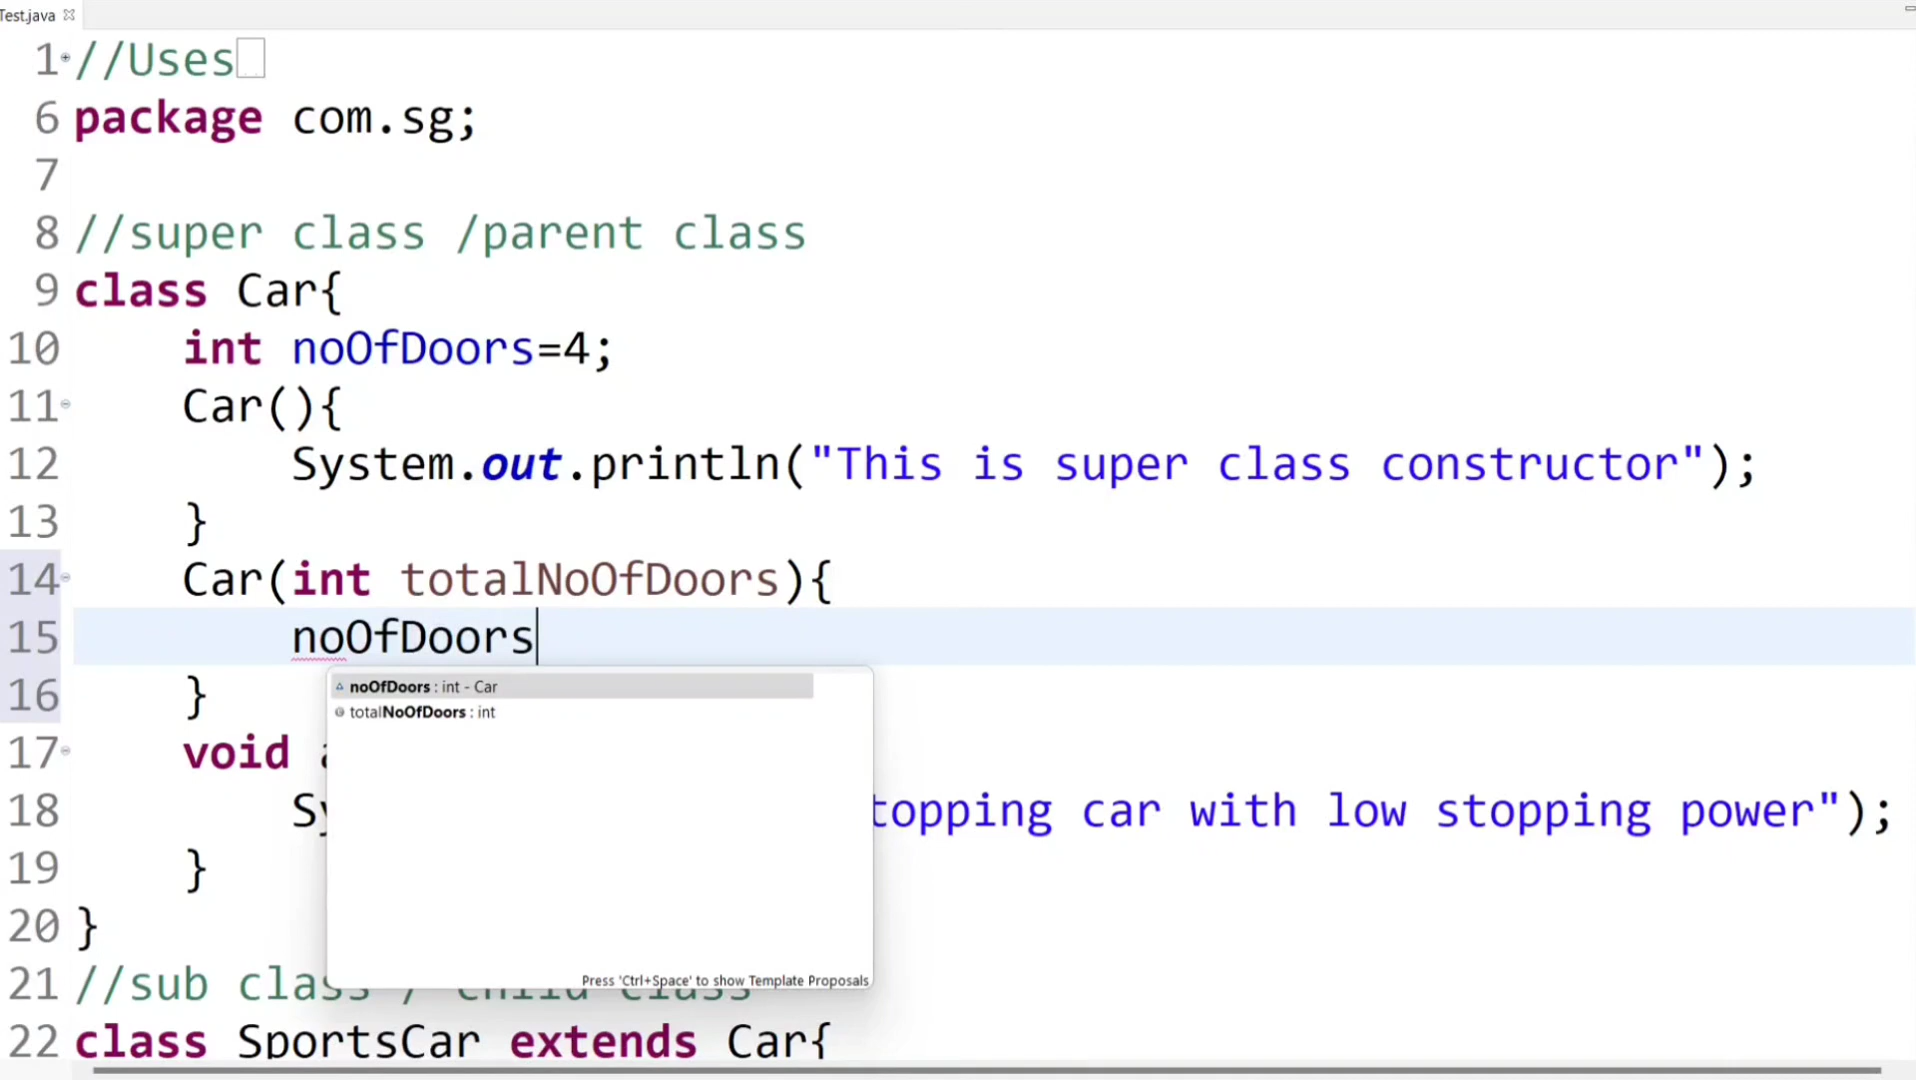 Test.java
1 //Uses
6 package com.sg;
7
8 //super class /parent class
9 class Car{
10 int noOfDoors=4;
11 Car(){
12 System.out.println("This is super class constructor");
13 }
14 Car(int totalNoOfDoors){
15 noOfDoors
noOfDoors : int - Car
totalNoOfDoors : int
Press 'Ctrl+Space' to show Template Proposals
16 }
17 void
18 Sy topping car with low stopping power");
19 }
20 }
21 //sub class / child class
22 class SportsCar extends Car{